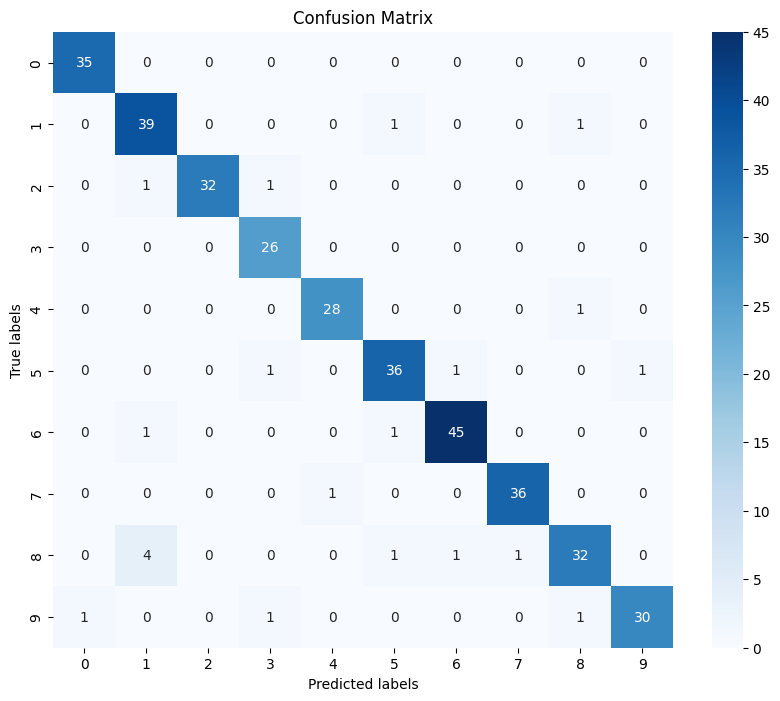 Confusion Matrix
True labels
0 35 0 0 0 0 0 0 0 0 0
1 0 39 0 0 0 1 0 0 1 0
2 0 1 32 1 0 0 0 0 0 0
3 0 0 0 26 0 0 0 0 0 0
4 0 0 0 0 28 0 0 0 1 0
5 0 0 0 1 0 36 1 0 0 1
6 0 1 0 0 0 1 45 0 0 0
7 0 0 0 0 1 0 0 36 0 0
8 0 4 0 0 0 1 1 1 32 0
9 1 0 0 1 0 0 0 0 1 30
0 1 2 3 4 5 6 7 8 9
Predicted labels
45
40
35
30
25
20
15
10
5
0